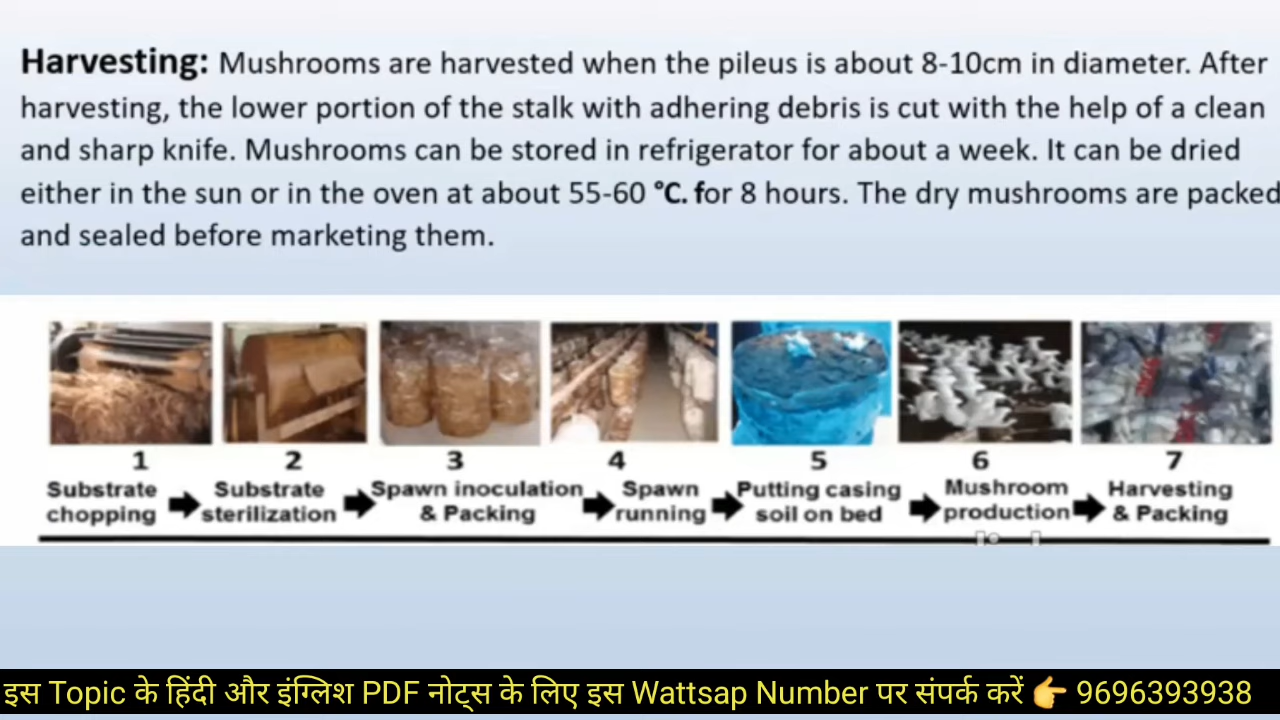 Harvesting: Mushrooms are harvested when the pileus is about 8-10cm in diameter. After
harvesting, the lower portion of the stalk with adhering debris is cut with the help of a clean
and sharp knife. Mushrooms can be stored in refrigerator for about a week. It can be dried
either in the sun or in the oven at about 55-60 °C. for 8 hours. The dry mushrooms are packed
and sealed before marketing them.
1 2 3 4 5 6 7
Substrate Substrate Spawn inoculation Spawn Putting casing Mushroom Harvesting
chopping sterilization & Packing running soil on bed production & Packing
इस Topic के हिंदी और इंग्लिश PDF नोट्स के लिए इस Wattsap Number पर संपर्क करें 👉 9696393938